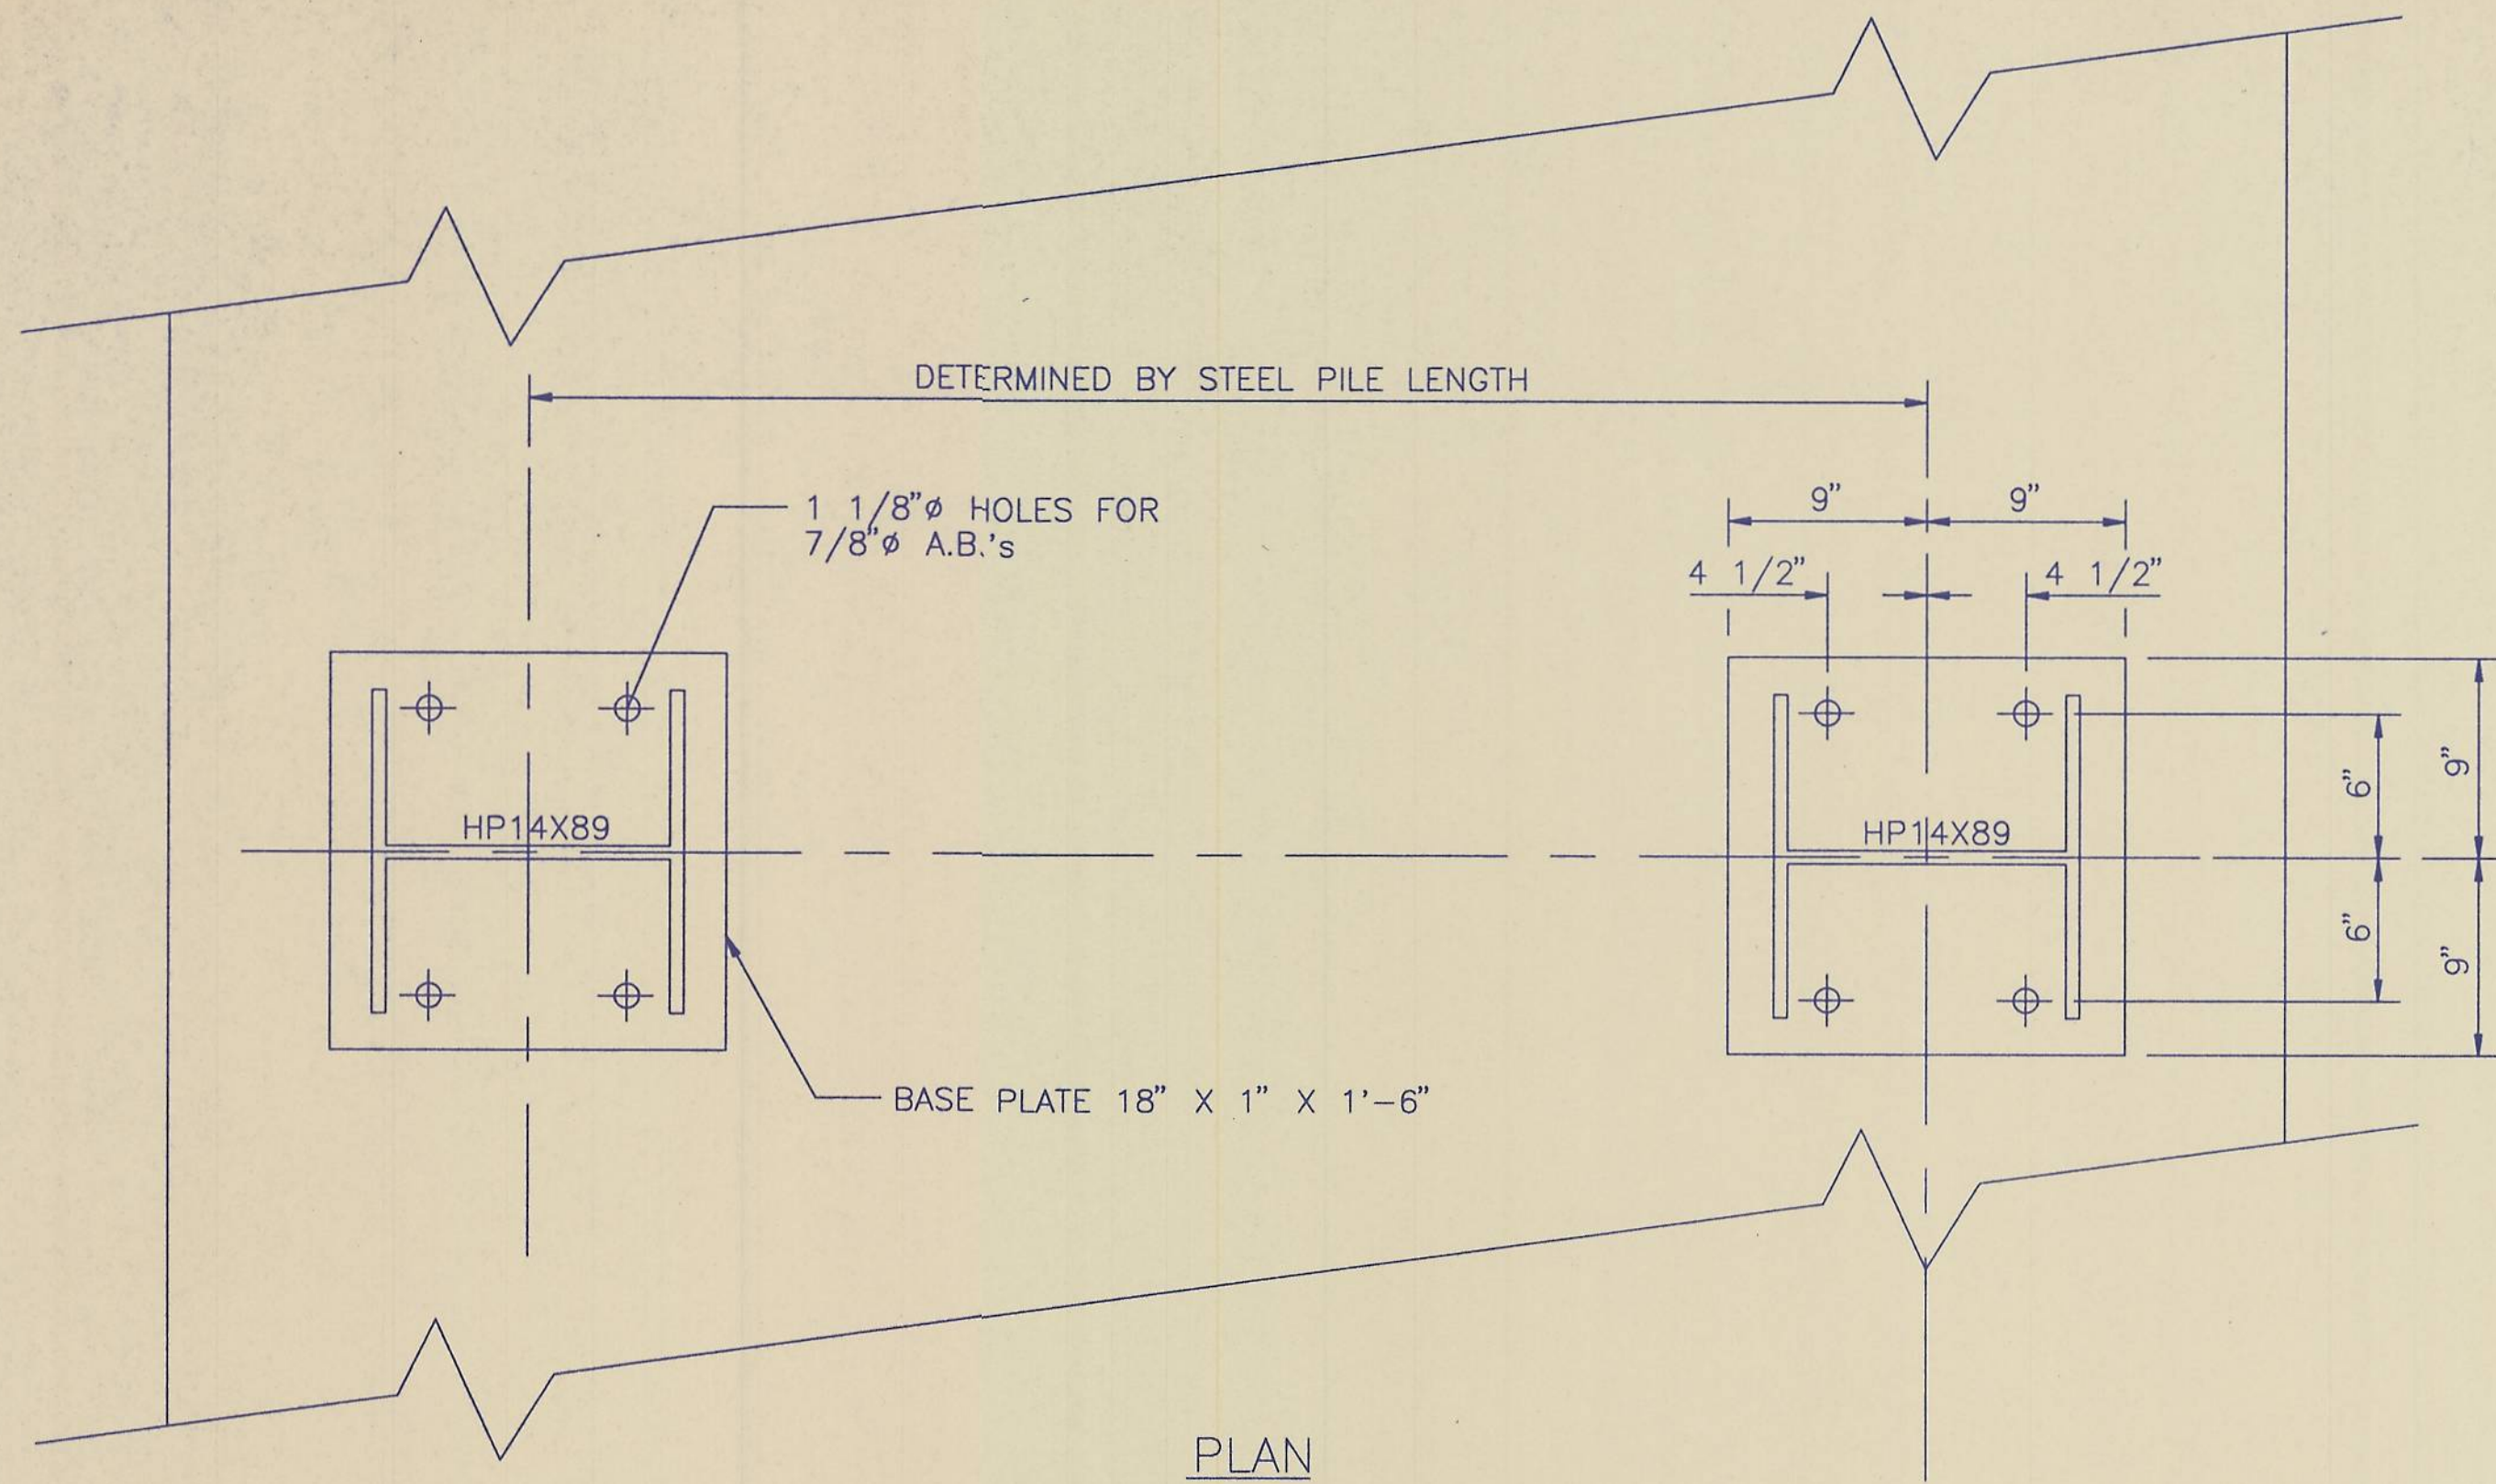 DETERMINED BY STEEL PILE LENGTH
1 1/8"ø HOLES FOR
7/8"ø A.B.'s
9" 9"
4 1/2" 4 1/2"
HP14X89
HP14X89
6"
9"
6"
9"
BASE PLATE 18" X 1" X 1'-6"
PLAN